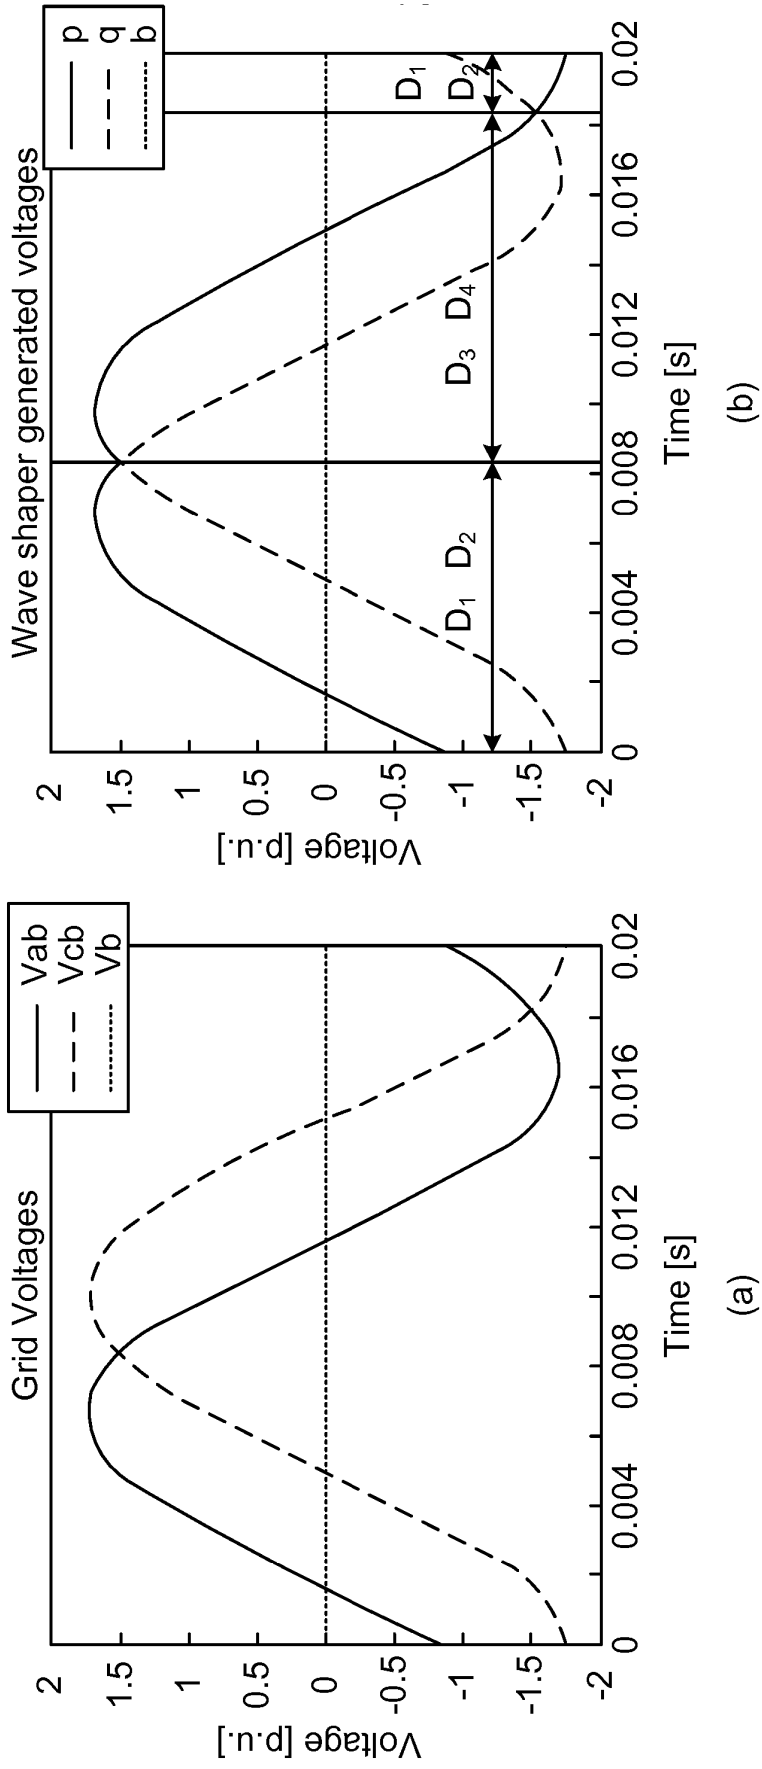 Grid Voltages
Vab
Vcb
Vb
Voltage [p.u.]
2
1.5
1
0.5
0
-0.5
-1
-1.5
-2
0
0.004
0.008
0.012
0.016
0.02
Time [s]
(a)
Wave shaper generated voltages
p
q
b
Voltage [p.u.]
2
1.5
1
0.5
0
-0.5
-1
-1.5
-2
D1 D2
D3 D4
D1
D2
0
0.004
0.008
0.012
0.016
0.02
Time [s]
(b)